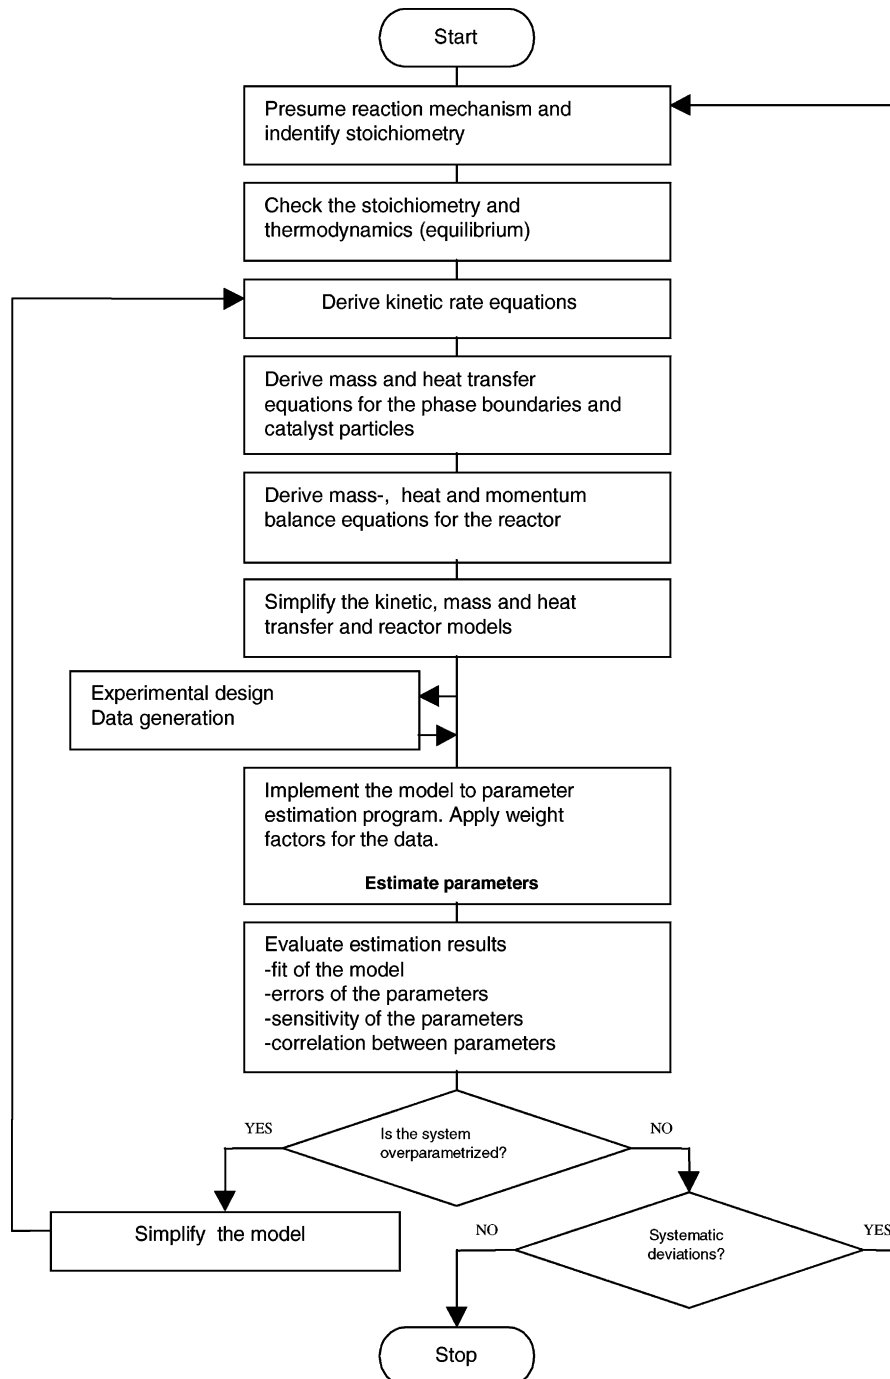 Start
Presume reaction mechanism and
indentify stoichiometry
Check the stoichiometry and
thermodynamics (equilibrium)
Derive kinetic rate equations
Derive mass and heat transfer
equations for the phase boundaries and
catalyst particles
Derive mass-, heat and momentum
balance equations for the reactor
Simplify the kinetic, mass and heat
transfer and reactor models
Experimental design
Data generation
Implement the model to parameter
estimation program. Apply weight
factors for the data.
Estimate parameters
Evaluate estimation results
-fit of the model
-errors of the parameters
-sensitivity of the parameters
-correlation between parameters
Is the system
overparametrized?
YES
NO
Simplify the model
Systematic
deviations?
NO
YES
Stop